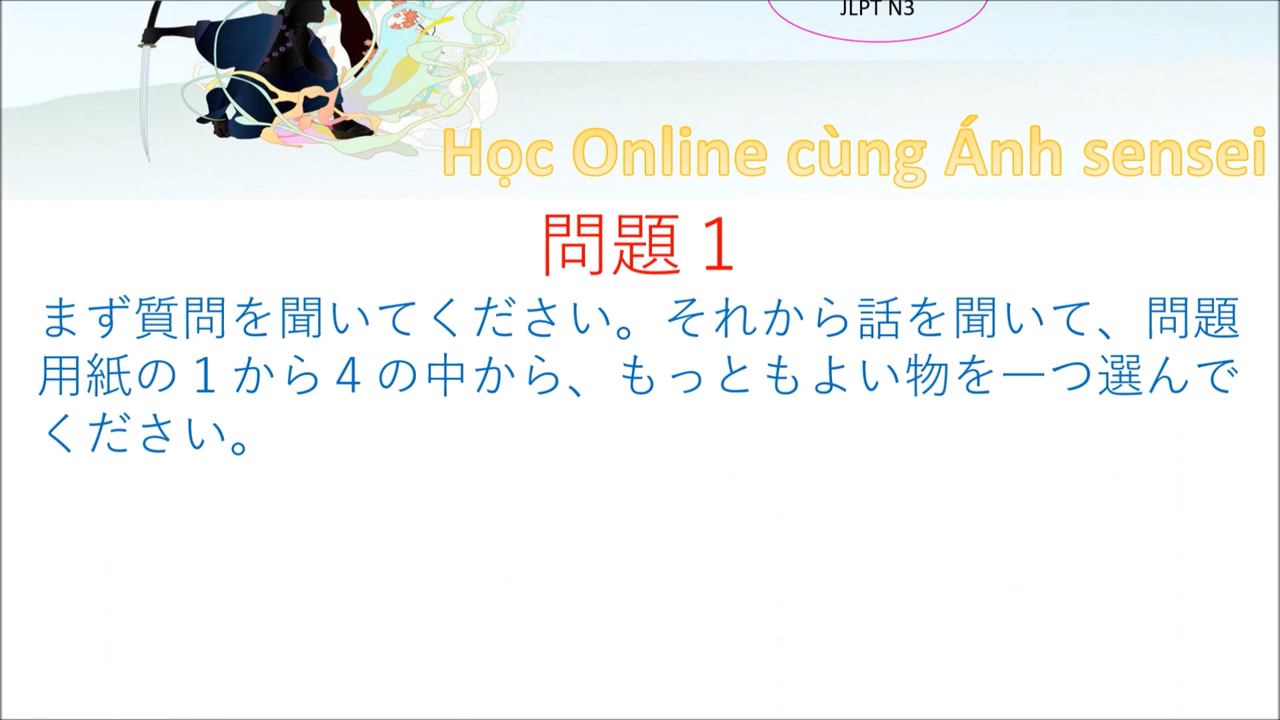 JLPT N3
Học Online cùng Ánh sensei
問題１
まず質問を聞いてください。それから話を聞いて、問題
用紙の１から４の中から、もっともよい物を一つ選んで
ください。